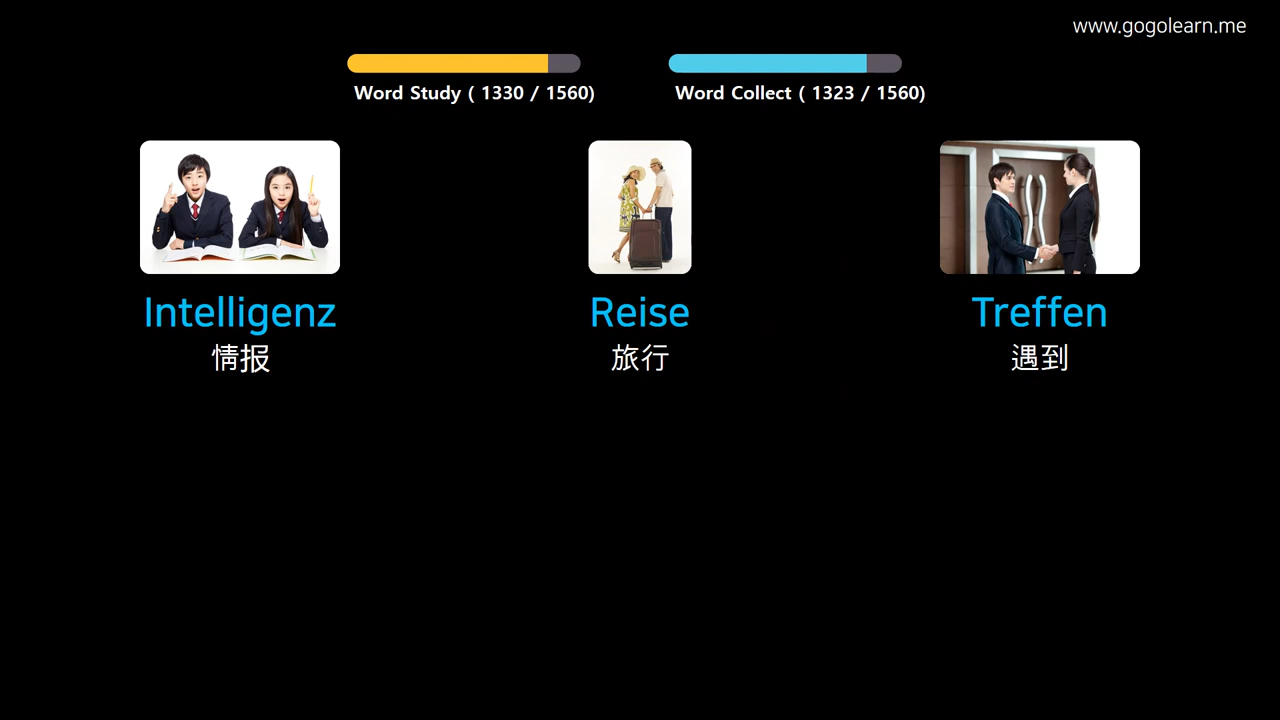 www.gogolearn.me
Word Study ( 1330 / 1560)
Word Collect ( 1323 / 1560)
Intelligenz
情报
Reise
旅行
Treffen
遇到